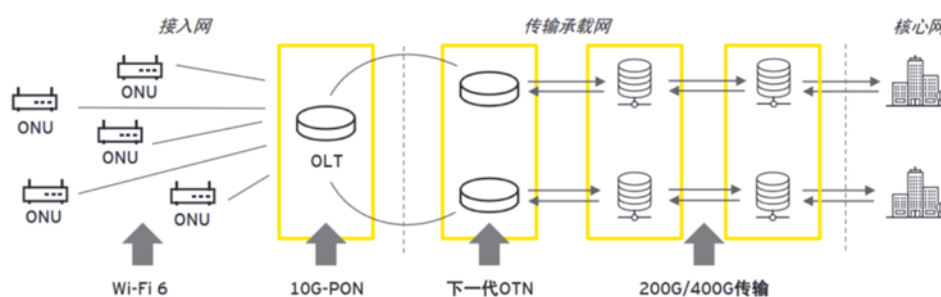 接入网
传输承载网
核心网
ONU
ONU
ONU
ONU
ONU
OLT
Wi-Fi 6
10G-PON
下一代OTN
200G/400G传输